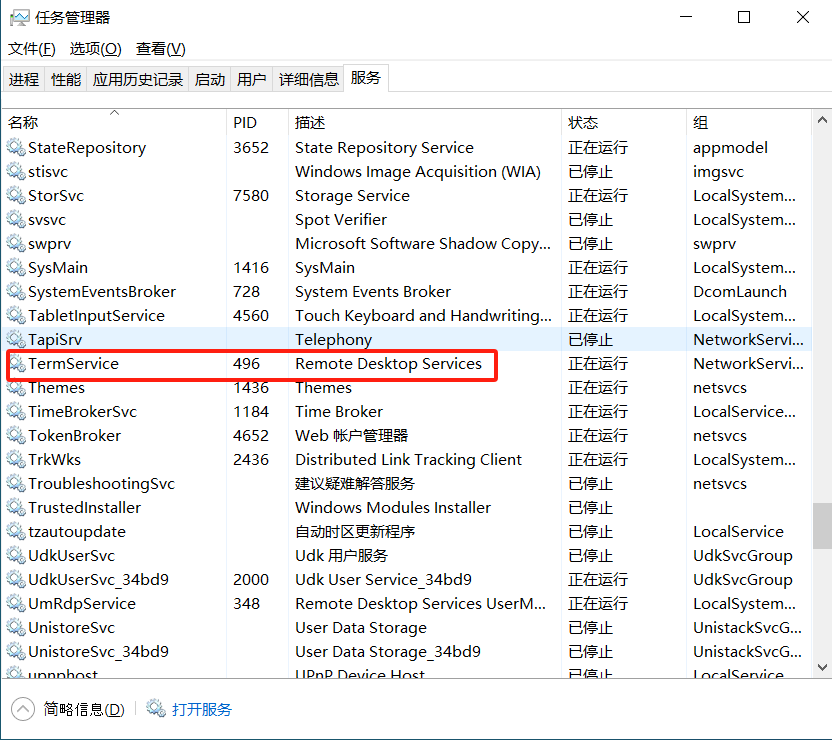 任务管理器
文件(F) 选项(O) 查看(V)
进程 性能 应用历史记录 启动 用户 详细信息 服务
名称 PID 描述 状态 组
StateRepository 3652 State Repository Service 正在运行 appmodel
stisvc Windows Image Acquisition (WIA) 已停止 imgsvc
StorSvc 7580 Storage Service 正在运行 LocalSystem...
svsvc Spot Verifier 已停止 LocalSystem...
swprv Microsoft Software Shadow Copy... 已停止 swprv
SysMain 1416 SysMain 正在运行 LocalSystem...
SystemEventsBroker 728 System Events Broker 正在运行 DcomLaunch
TabletInputService 4560 Touch Keyboard and Handwriting... 正在运行 LocalSystem...
TapiSrv Telephony 已停止 NetworkServi...
TermService 496 Remote Desktop Services 正在运行 NetworkServi...
Themes 1436 Themes 正在运行 netsvcs
TimeBrokerSvc 1184 Time Broker 正在运行 LocalService...
TokenBroker 4652 Web 帐户管理器 正在运行 netsvcs
TrkWks 2436 Distributed Link Tracking Client 正在运行 LocalSystem...
TroubleshootingSvc 建议疑难解答服务 已停止 netsvcs
TrustedInstaller Windows Modules Installer 已停止
tzautoupdate 自动时区更新程序 已停止 LocalService
UdkUserSvc Udk 用户服务 已停止 UdkSvcGroup
UdkUserSvc_34bd9 2000 Udk User Service_34bd9 正在运行 UdkSvcGroup
UmRdpService 348 Remote Desktop Services UserM... 正在运行 LocalSystem...
UnistoreSvc User Data Storage 已停止 UnistackSvcG...
UnistoreSvc_34bd9 User Data Storage_34bd9 已停止 UnistackSvcG...
upnphost UPnP Device Host 已停止 LocalService
简略信息(D) 打开服务